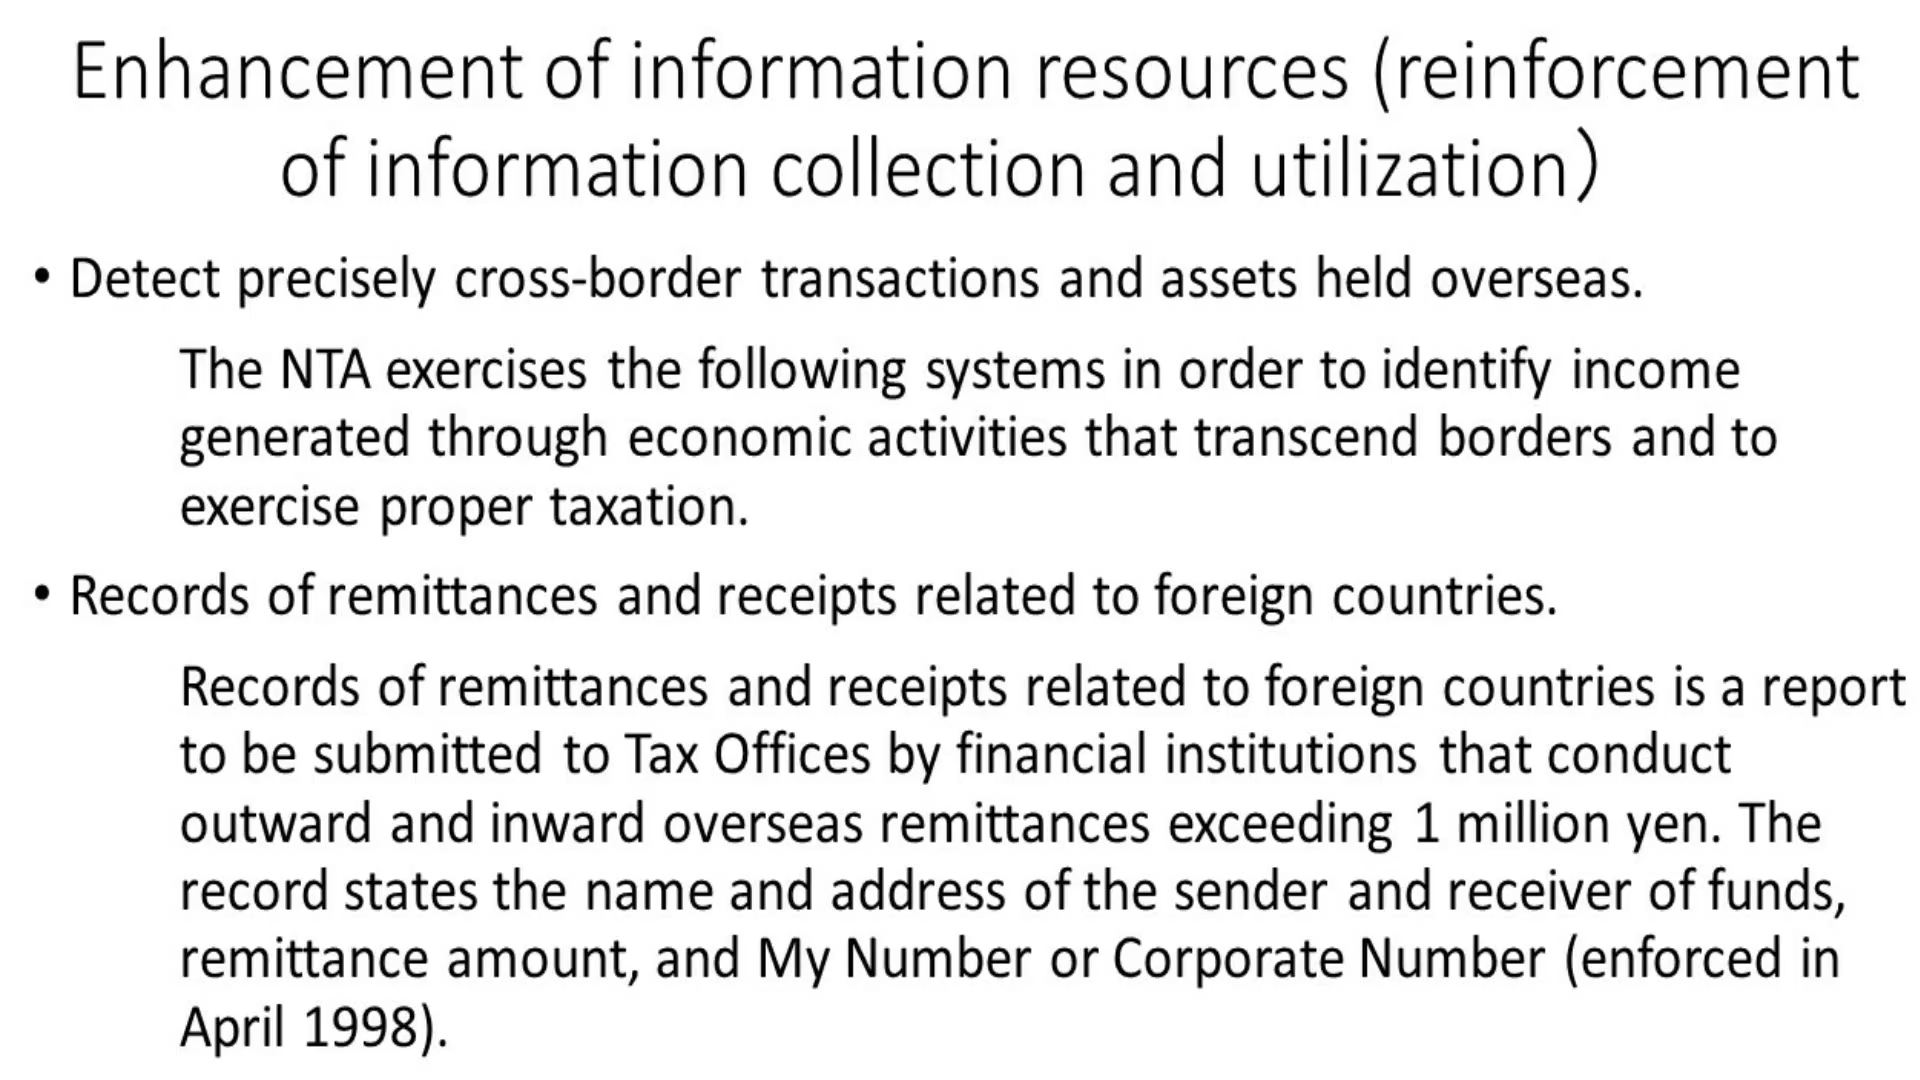 Enhancement of information resources (reinforcement
of information collection and utilization）
• Detect precisely cross-border transactions and assets held overseas.
The NTA exercises the following systems in order to identify income
generated through economic activities that transcend borders and to
exercise proper taxation.
• Records of remittances and receipts related to foreign countries.
Records of remittances and receipts related to foreign countries is a report
to be submitted to Tax Offices by financial institutions that conduct
outward and inward overseas remittances exceeding 1 million yen. The
record states the name and address of the sender and receiver of funds,
remittance amount, and My Number or Corporate Number (enforced in
April 1998).